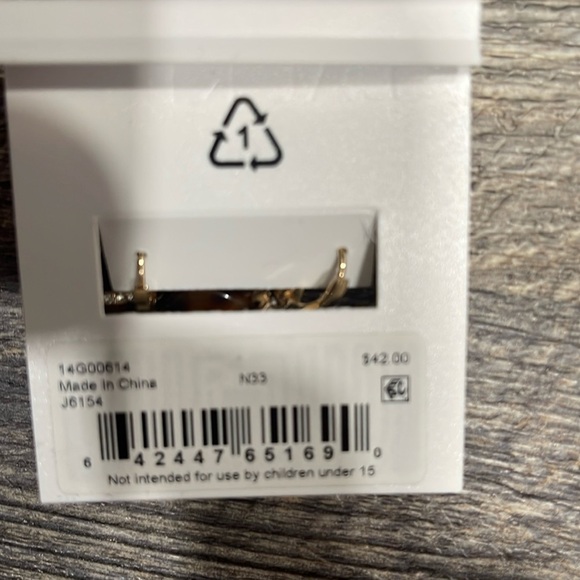 1
14G00614
$42.00
Made In China
N33
J6154
6 42447 65169 0
Not intended for use by children under 15